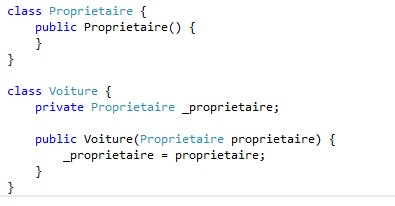 class Proprietaire {
    public Proprietaire() {
    }
}
class Voiture {
    private Proprietaire _proprietaire;
    public Voiture(Proprietaire proprietaire) {
        _proprietaire = proprietaire;
    }
}